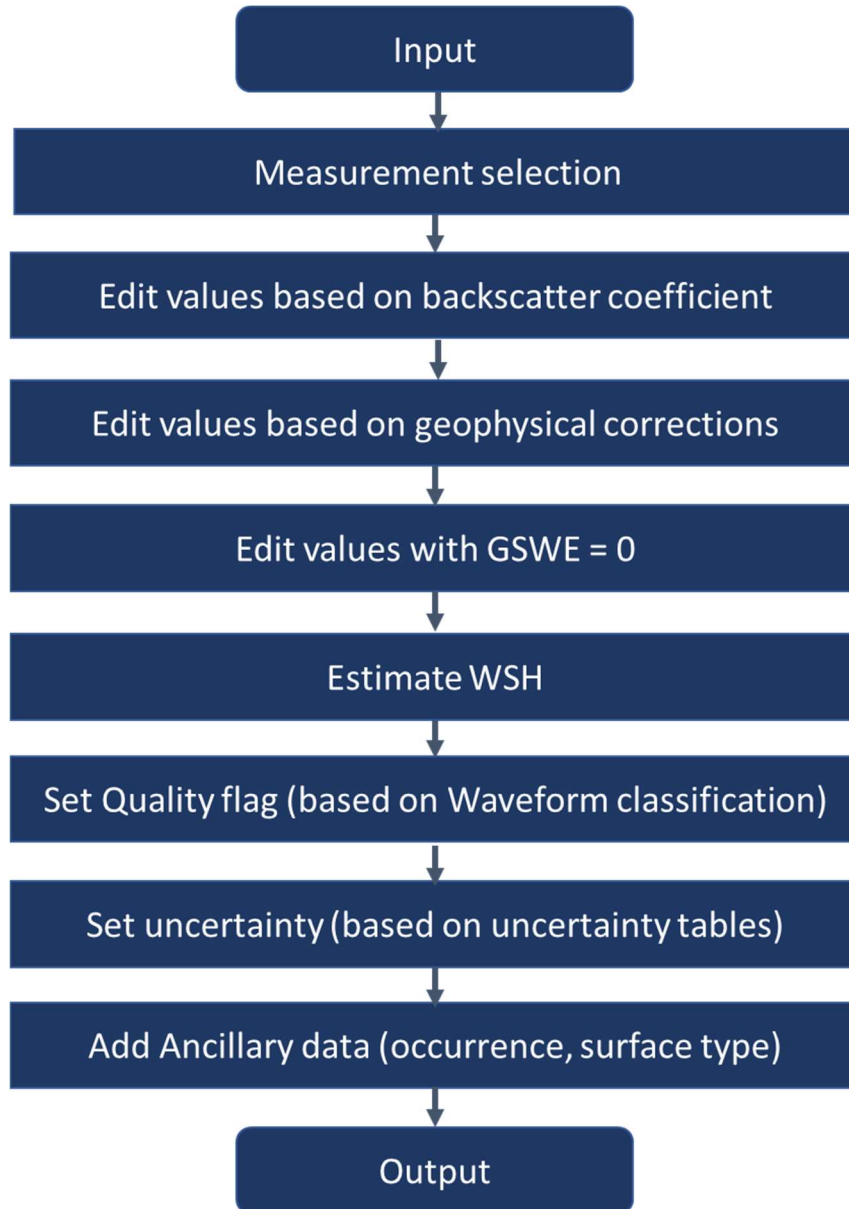 Input
Measurement selection
Edit values based on backscatter coefficient
Edit values based on geophysical corrections
Edit values with GSWE = 0
Estimate WSH
Set Quality flag (based on Waveform classification)
Set uncertainty (based on uncertainty tables)
Add Ancillary data (occurrence, surface type)
Output